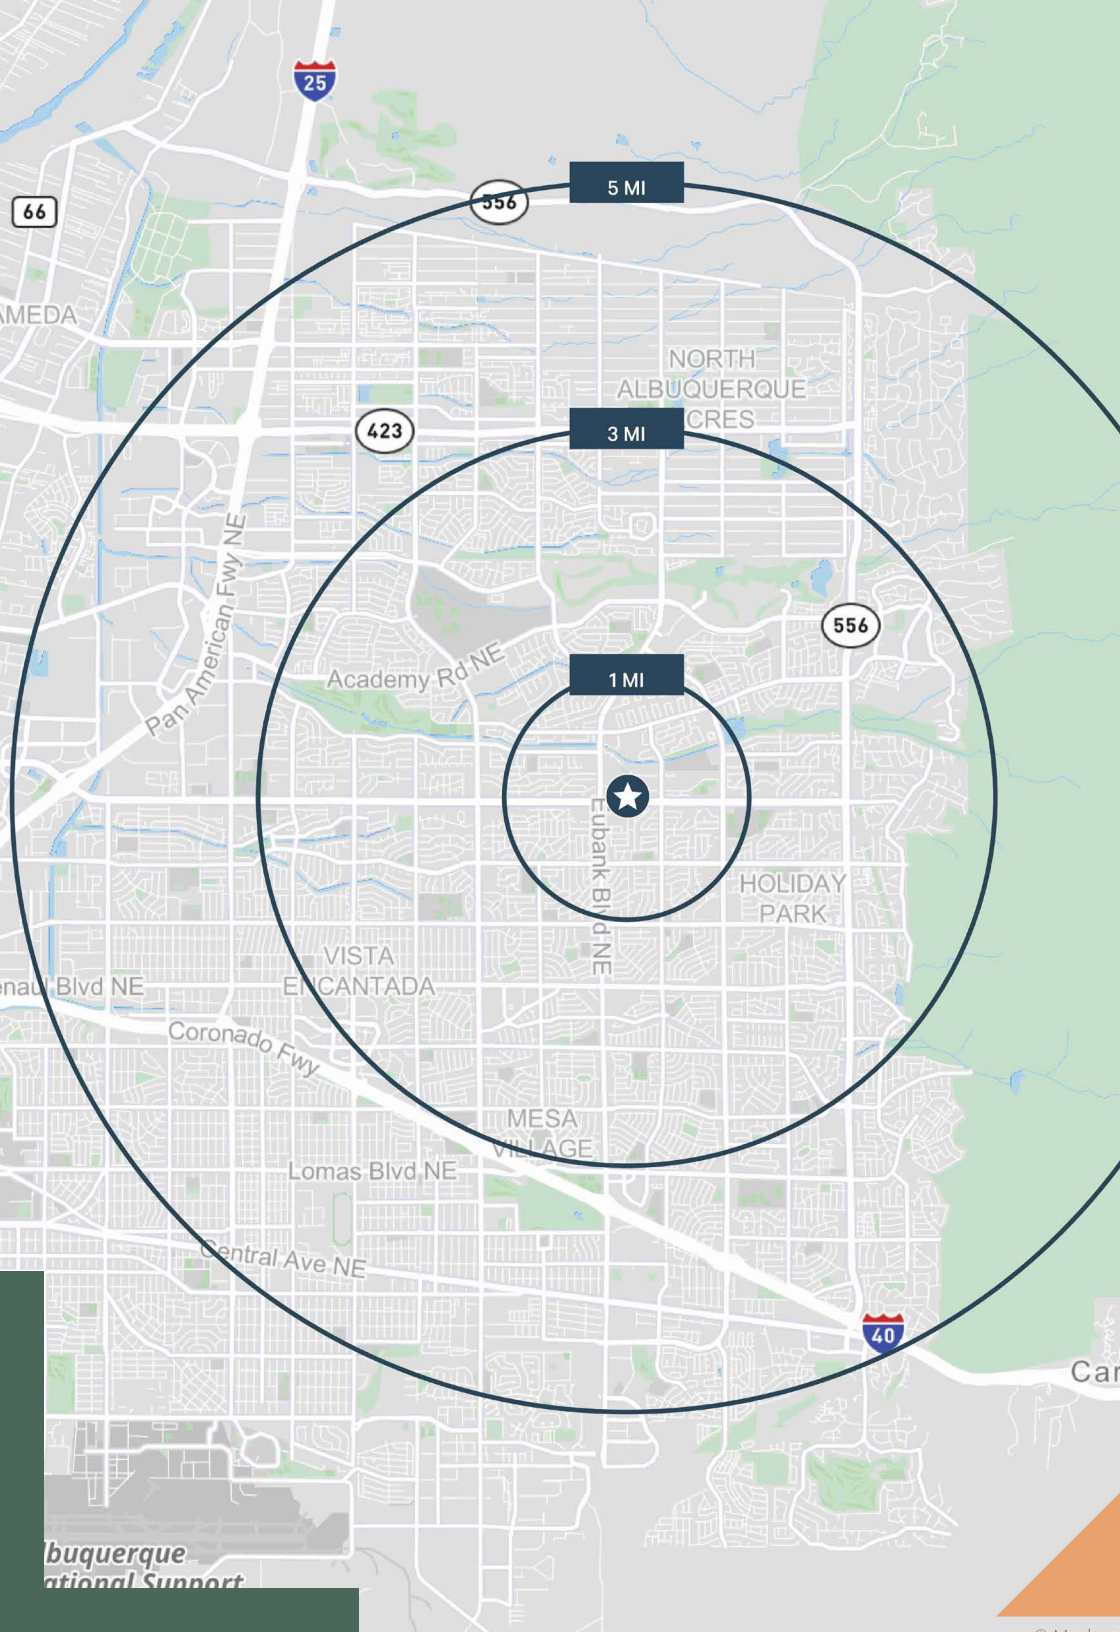 25
556
5 MI
66
AMEDA
NORTH
ALBUQUERQUE
CRES
423
3 MI
Pan American Fwy NE
556
Academy Rd NE
1 MI
Eubank Blvd NE
HOLIDAY
PARK
VISTA
ENCANTADA
enaul Blvd NE
Coronado Fwy
MESA
VILLAGE
Lomas Blvd NE
Central Ave NE
40
Car
lbuquerque
ational Support